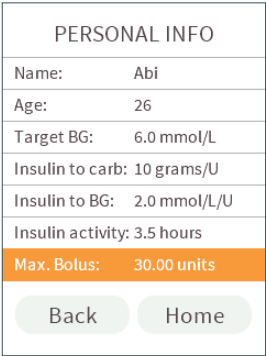 PERSONAL INFO
Name: Abi
Age: 26
Target BG: 6.0 mmol/L
Insulin to carb: 10 grams/U
Insulin to BG: 2.0 mmol/L/U
Insulin activity: 3.5 hours
Max. Bolus: 30.00 units
Back Home